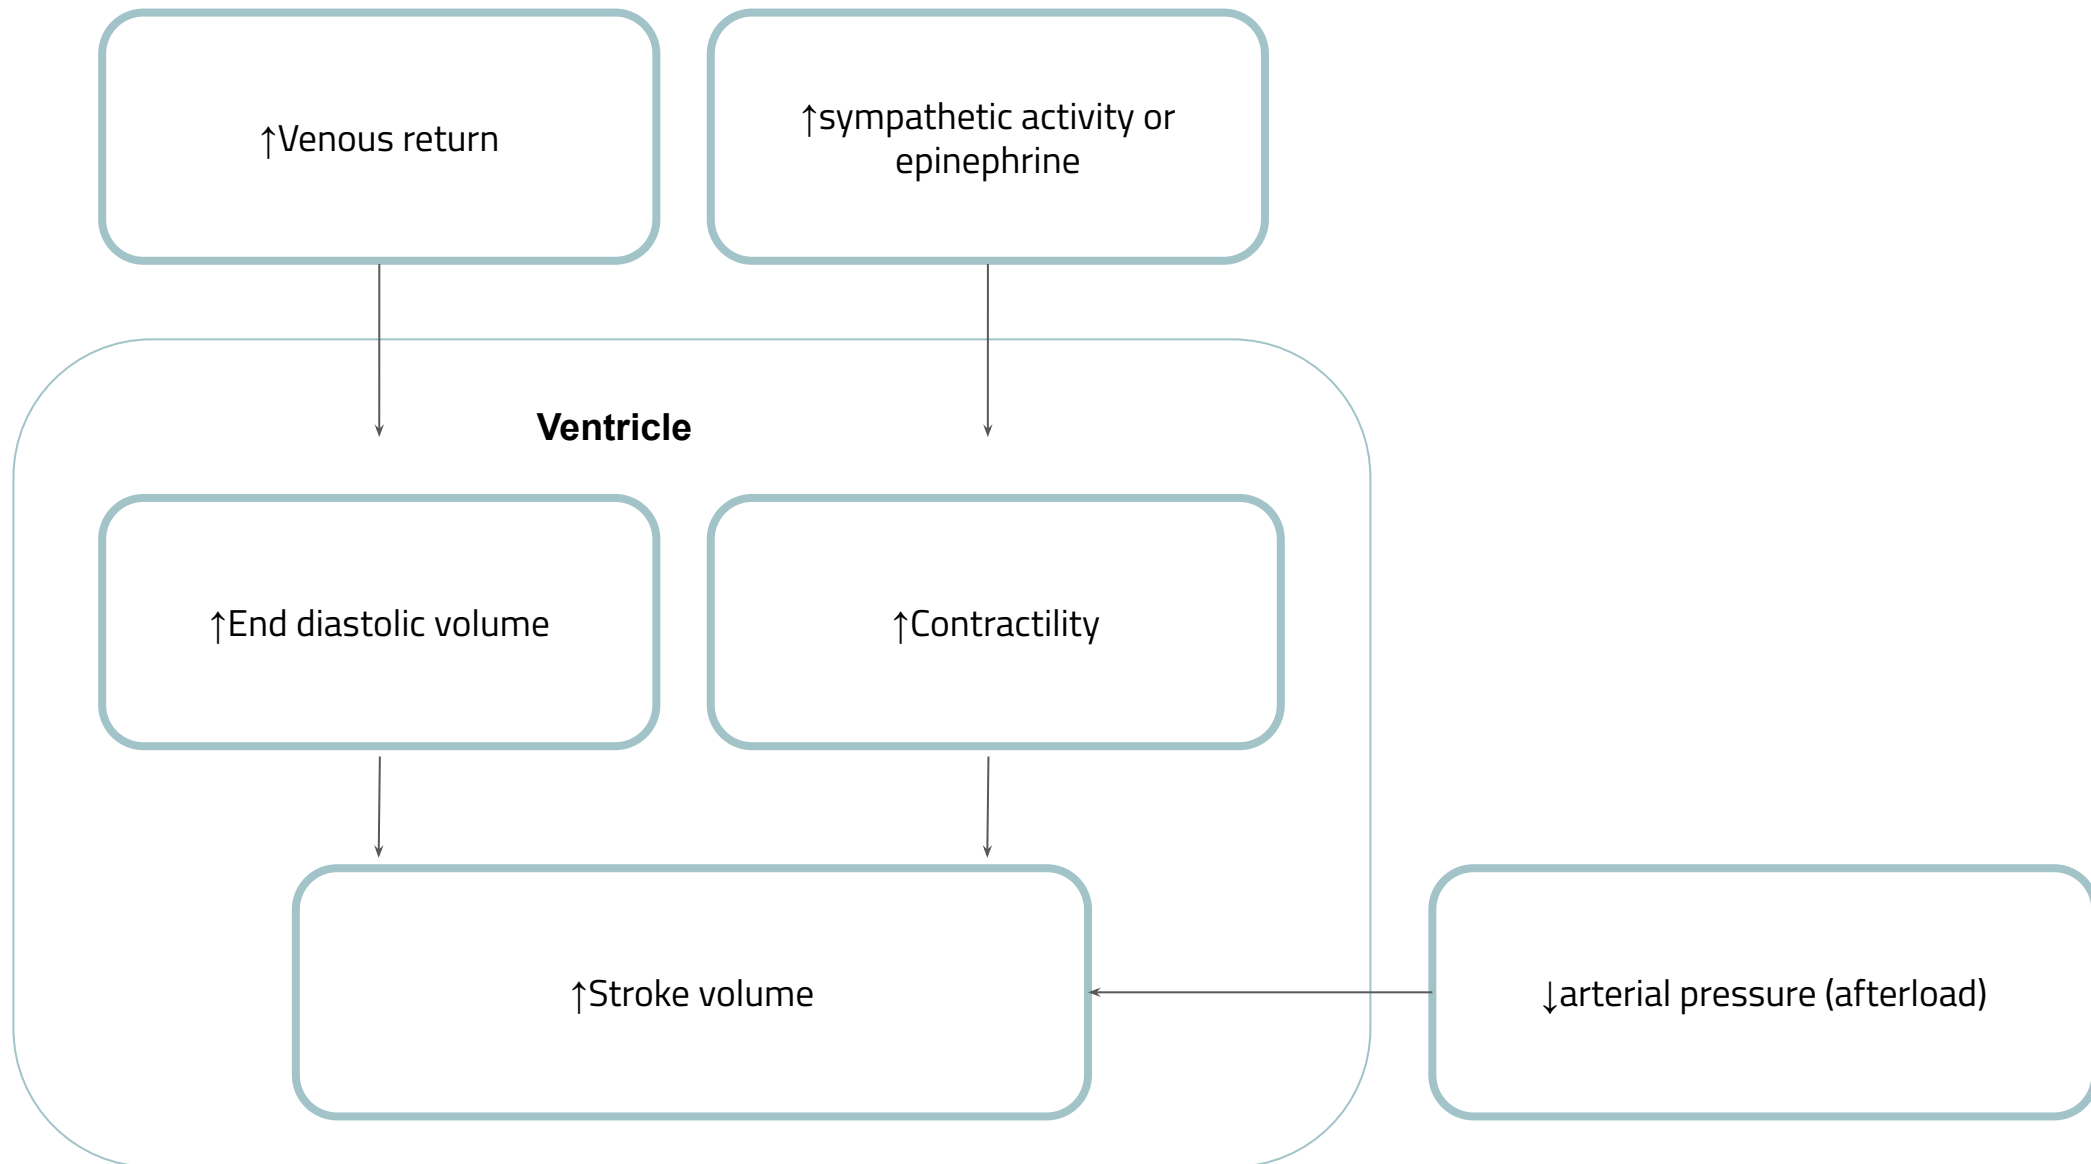 ↑Venous return
↑sympathetic activity or
epinephrine
Ventricle
↑End diastolic volume
↑Contractility
↑Stroke volume
↓arterial pressure (afterload)